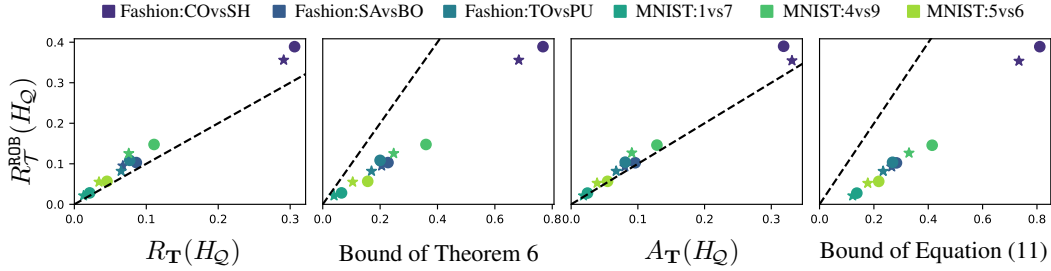 Fashion:COvsSH Fashion:SAvsBO Fashion:TOvsPU MNIST:1vs7 MNIST:4vs9 MNIST:5vs6
0.4
0.3
0.2
0.1
0.0
R_𝒯^ROB(H_𝒬)
0.0 0.1 0.2 0.3 0.0 0.2 0.4 0.6 0.8 0.0 0.1 0.2 0.3 0.0 0.2 0.4 0.6 0.8
R_𝐓(H_𝒬) Bound of Theorem 6 A_𝐓(H_𝒬) Bound of Equation (11)